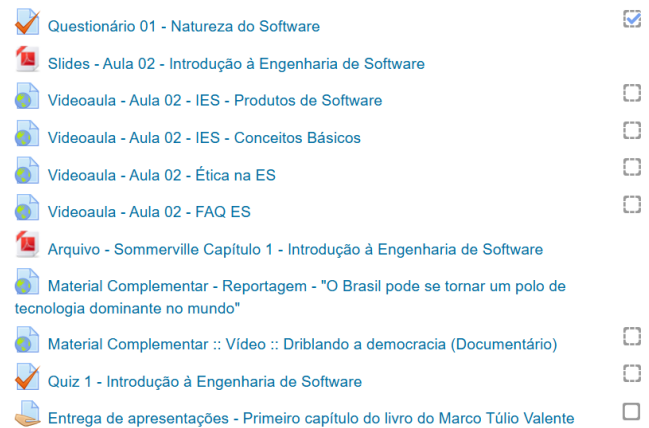 Questionário 01 - Natureza do Software
Slides - Aula 02 - Introdução à Engenharia de Software
Videoaula - Aula 02 - IES - Produtos de Software
Videoaula - Aula 02 - IES - Conceitos Básicos
Videoaula - Aula 02 - Ética na ES
Videoaula - Aula 02 - FAQ ES
Arquivo - Sommerville Capítulo 1 - Introdução à Engenharia de Software
Material Complementar - Reportagem - "O Brasil pode se tornar um polo de
tecnologia dominante no mundo"
Material Complementar :: Vídeo :: Driblando a democracia (Documentário)
Quiz 1 - Introdução à Engenharia de Software
Entrega de apresentações - Primeiro capítulo do livro do Marco Túlio Valente